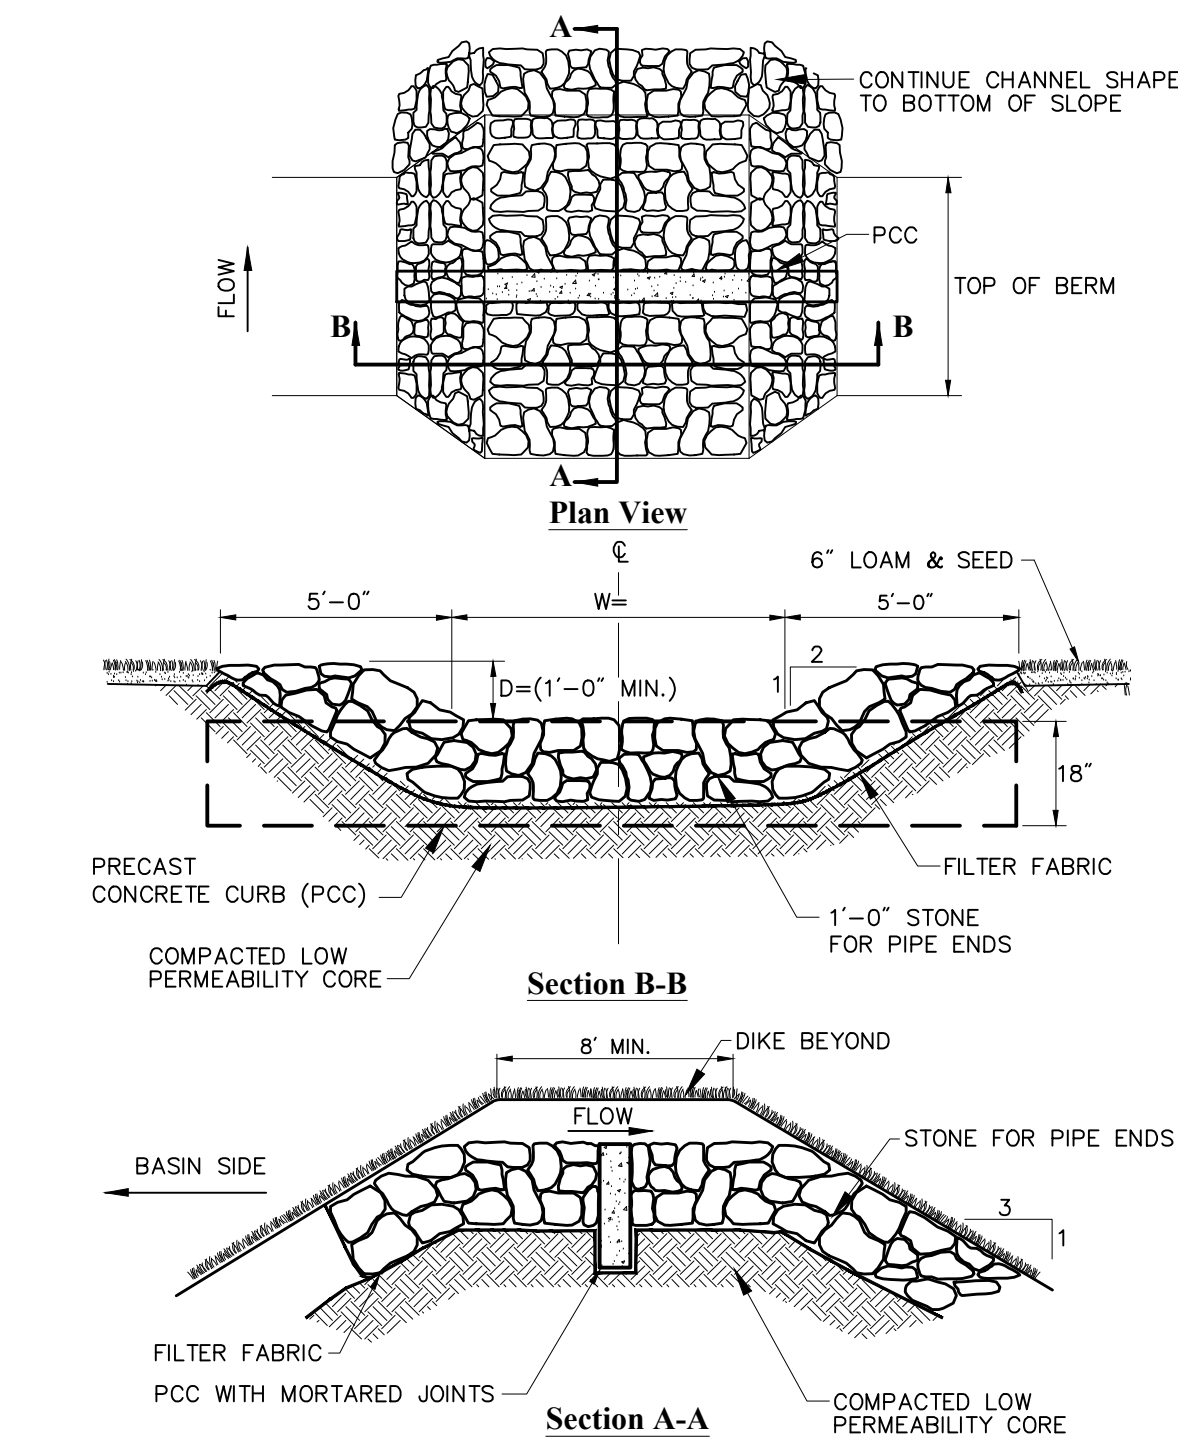 A
CONTINUE CHANNEL SHAPE
TO BOTTOM OF SLOPE
PCC
FLOW
TOP OF BERM
B
B
A
Plan View
℄
6" LOAM & SEED
5'-0"
W=
5'-0"
2
1
D=(1'-0" MIN.)
18"
PRECAST
CONCRETE CURB (PCC)
FILTER FABRIC
1'-0" STONE
FOR PIPE ENDS
COMPACTED LOW
PERMEABILITY CORE
Section B-B
DIKE BEYOND
8' MIN.
FLOW
STONE FOR PIPE ENDS
BASIN SIDE
3
1
FILTER FABRIC
PCC WITH MORTARED JOINTS
COMPACTED LOW
PERMEABILITY CORE
Section A-A